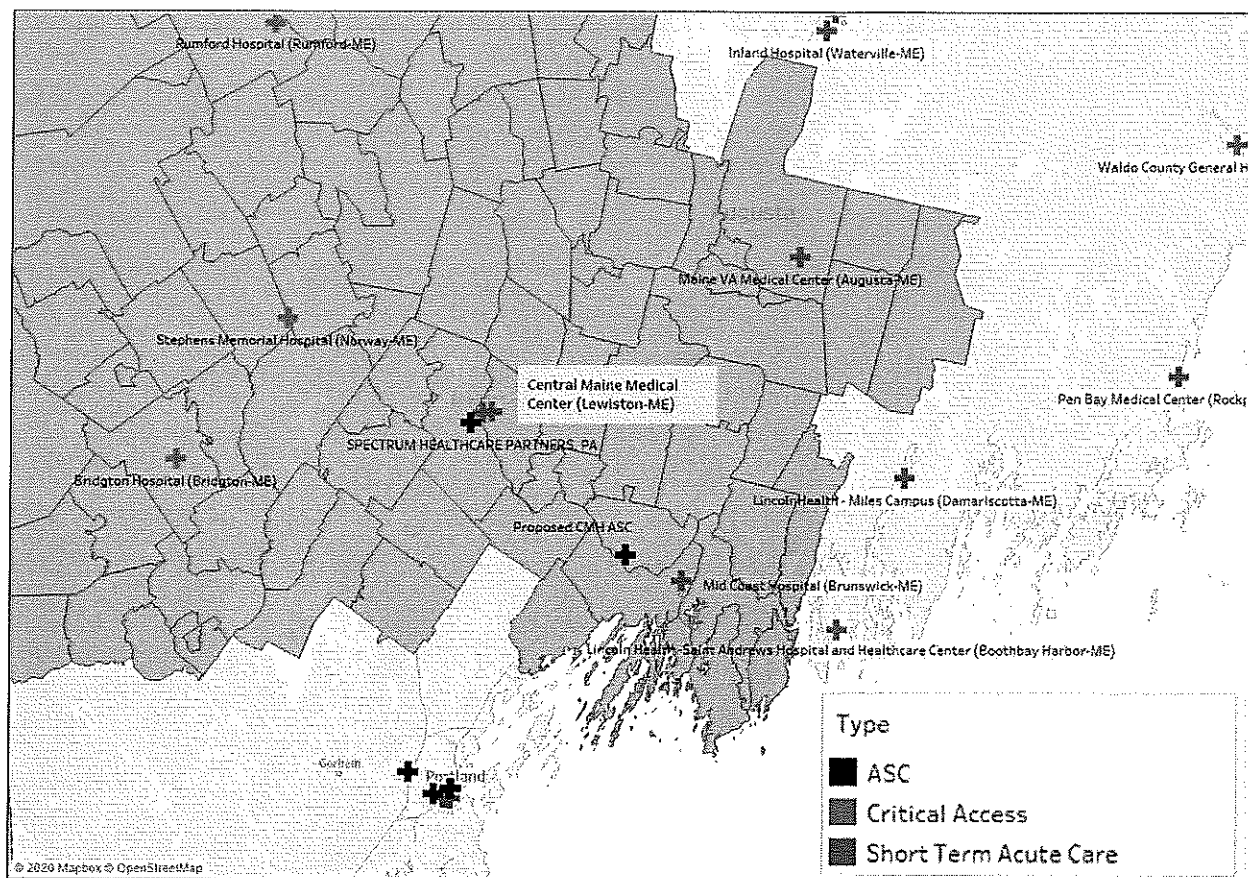 Rumford Hospital (Rumford-ME)
Inland Hospital (Waterville-ME)
Waldo County General H
Maine VA Medical Center (Augusta-ME)
Stephens Memorial Hospital (Norway-ME)
Central Maine Medical
Center (Lewiston-ME)
Pen Bay Medical Center (Rockp
SPECTRUM HEALTHCARE PARTNERS, PA
Bridgton Hospital (Bridgton-ME)
LincolnHealth - Miles Campus (Damariscotta-ME)
Proposed CMH ASC
Mid Coast Hospital (Brunswick-ME)
Lincoln Health -Saint Andrews Hospital and Healthcare Center (Boothbay Harbor-ME)
Gorham
Portland
Type
ASC
Critical Access
Short Term Acute Care
© 2020 Mapbox © OpenStreetMap